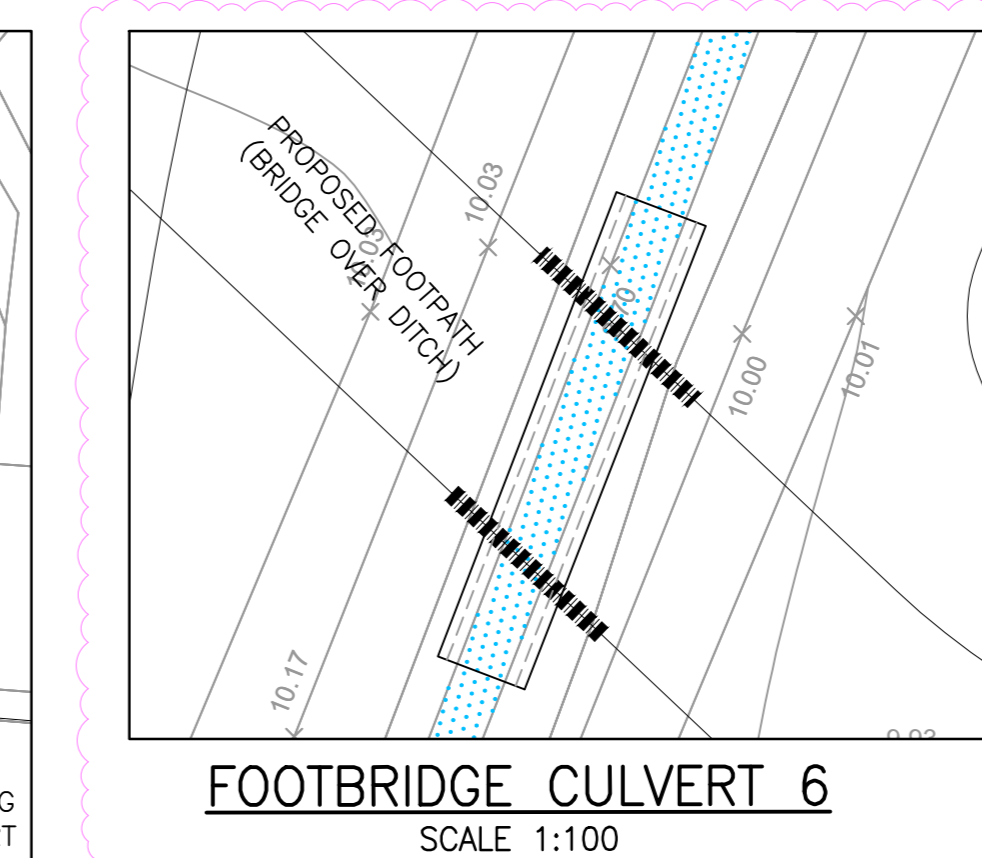 PROPOSED FOOTPATH
(BRIDGE OVER DITCH)
10.03
10.00
10.01
10.17
FOOTBRIDGE CULVERT 6
SCALE 1:100
G
T